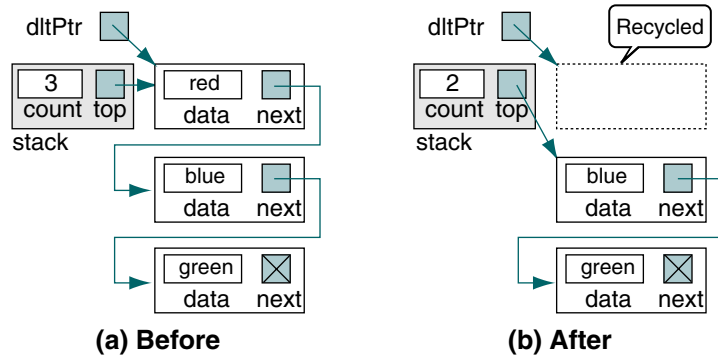 dltPtr
3
count top
stack
red
data next
blue
data next
green
data next
(a) Before
dltPtr
Recycled
2
count top
stack
blue
data next
green
data next
(b) After